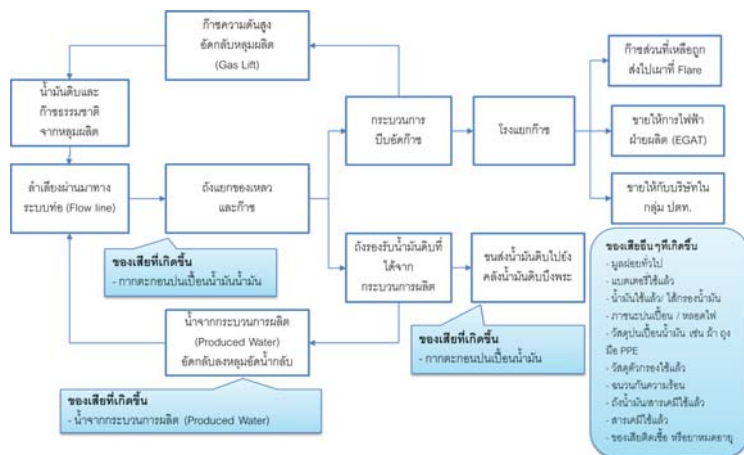 ก๊าซความดันสูง
อัดกลับหลุมผลิต
(Gas Lift)
ก๊าซส่วนที่เหลือถูก
ส่งไปเผาที่ Flare
น้ำมันดิบและ
ก๊าซธรรมชาติ
จากหลุมผลิต
กระบวนการ
บีบอัดก๊าซ
โรงแยกก๊าซ
ขายให้การไฟฟ้า
ฝ่ายผลิต (EGAT)
ลำเลียงผ่านมาทาง
ระบบท่อ (Flow line)
ถังแยกของเหลว
และก๊าซ
ขายให้กับบริษัทใน
กลุ่ม ปตท.
ของเสียที่เกิดขึ้น
- กากตะกอนปนเปื้อนน้ำมันน้ำมัน
ถังรองรับน้ำมันดิบที่
ได้จาก
กระบวนการผลิต
ขนส่งน้ำมันดิบไปยัง
คลังน้ำมันดิบบึงพระ
น้ำจากกระบวนการผลิต
(Produced Water)
อัดกลับลงหลุมอัดน้ำกลับ
ของเสียที่เกิดขึ้น
- กากตะกอนปนเปื้อนน้ำมัน
ของเสียที่เกิดขึ้น
- น้ำจากกระบวนการผลิต (Produced Water)
ของเสียอื่น ๆที่เกิดขึ้น
- มูลฝอยทั่วไป
- แบตเตอรี่ใช้แล้ว
- น้ำมันใช้แล้ว/ ไส้กรองน้ำมัน
- ภาชนะปนเปื้อน / หลอดไฟ
- วัสดุปนเปื้อนน้ำมัน เช่น ผ้า ถุง
มือ PPE
- วัสดุตัวกรองใช้แล้ว
- ฉนวนกันความร้อน
- ถังน้ำมัน/สารเคมีใช้แล้ว
- สารเคมีใช้แล้ว
- ของเสียติดเชื้อ หรือยาหมดอายุ